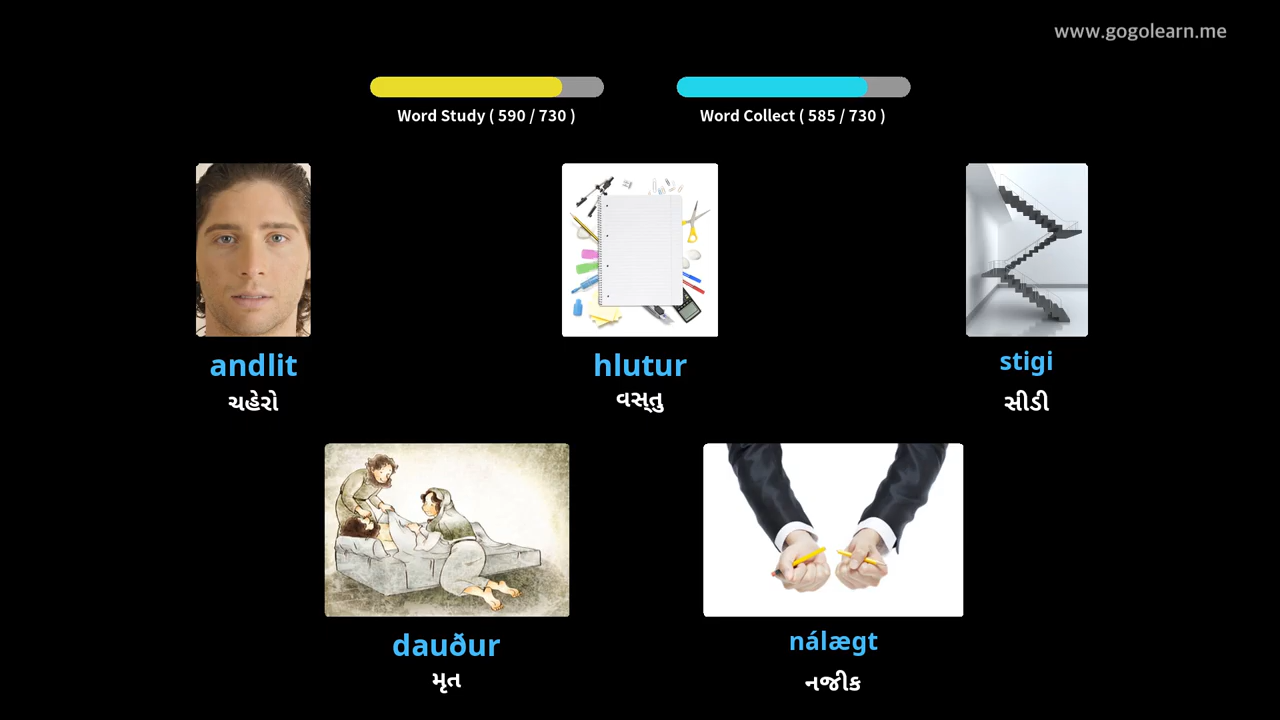 www.gogolearn.me
Word Study ( 590 / 730 )
Word Collect ( 585 / 730 )
andlit
ચહેરો
hlutur
વસ્તુ
stigi
સીડી
dauður
મૃત
nálægt
નજીક